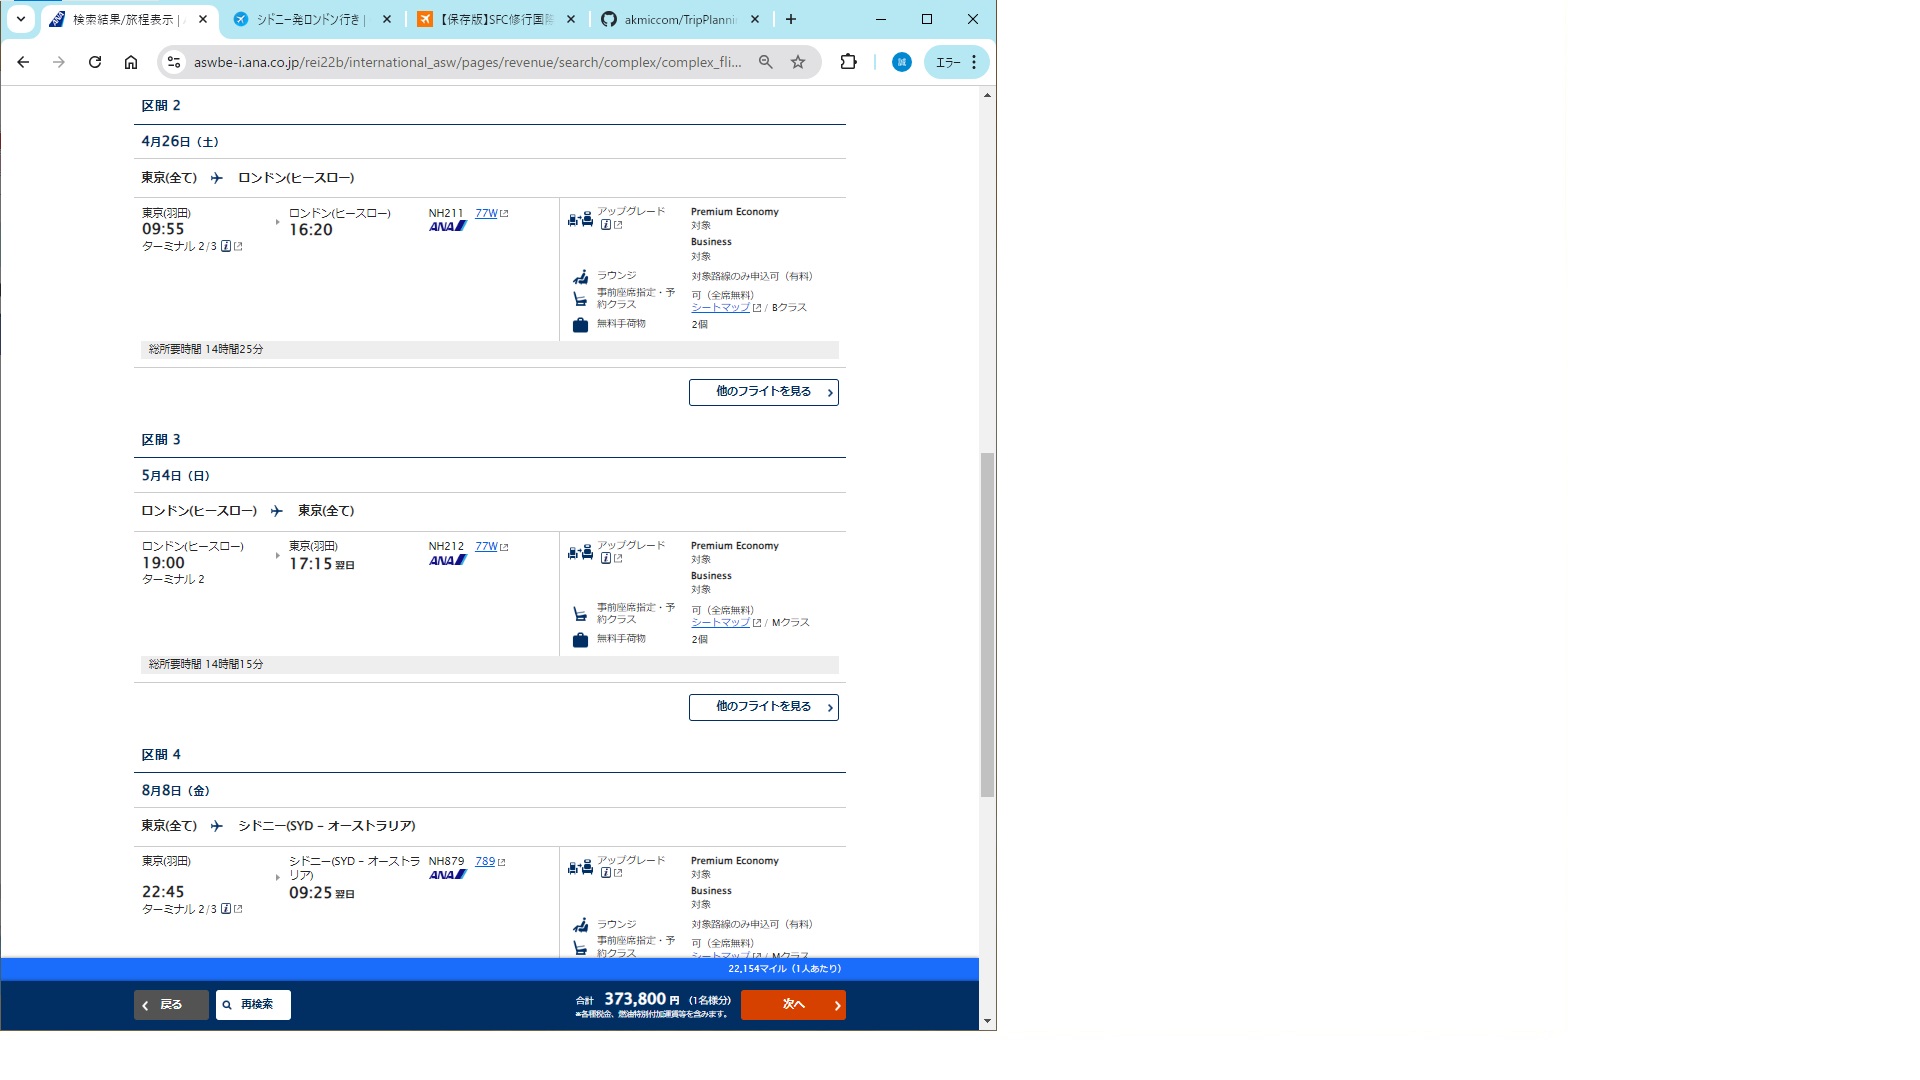 検索結果/旅程表示 |
シドニー発ロンドン行き |
【保存版】SFC修行国際
akmiccom/TripPlanni
aswbe-i.ana.co.jp/rei22b/international_asw/pages/revenue/search/complex/complex_fli...
誠
エラー
区間 2
4月26日（土）
東京(全て) ロンドン(ヒースロー)
東京(羽田)
09:55
ターミナル 2/3
ロンドン(ヒースロー)
16:20
NH211 77W
ANA
アップグレード
Premium Economy
対象
Business
対象
ラウンジ
対象路線のみ申込可（有料）
事前座席指定・予約クラス
可（全席無料）
シートマップ / Bクラス
無料手荷物
2個
総所要時間 14時間25分
他のフライトを見る
区間 3
5月4日（日）
ロンドン(ヒースロー) 東京(全て)
ロンドン(ヒースロー)
19:00
ターミナル 2
東京(羽田)
17:15 翌日
NH212 77W
ANA
アップグレード
Premium Economy
対象
Business
対象
事前座席指定・予約クラス
可（全席無料）
シートマップ / Mクラス
無料手荷物
2個
総所要時間 14時間15分
他のフライトを見る
区間 4
8月8日（金）
東京(全て) シドニー(SYD - オーストラリア)
東京(羽田)
22:45
ターミナル 2/3
シドニー(SYD - オーストラリア)
09:25 翌日
NH879 789
ANA
アップグレード
Premium Economy
対象
Business
対象
ラウンジ
対象路線のみ申込可（有料）
事前座席指定・予約クラス
可（全席無料）
シートマップ / Mクラス
22,154マイル（1人あたり）
戻る
再検索
合計 373,800 円 （1名様分）
※各種税金、燃油特別付加運賃等を含みます。
次へ